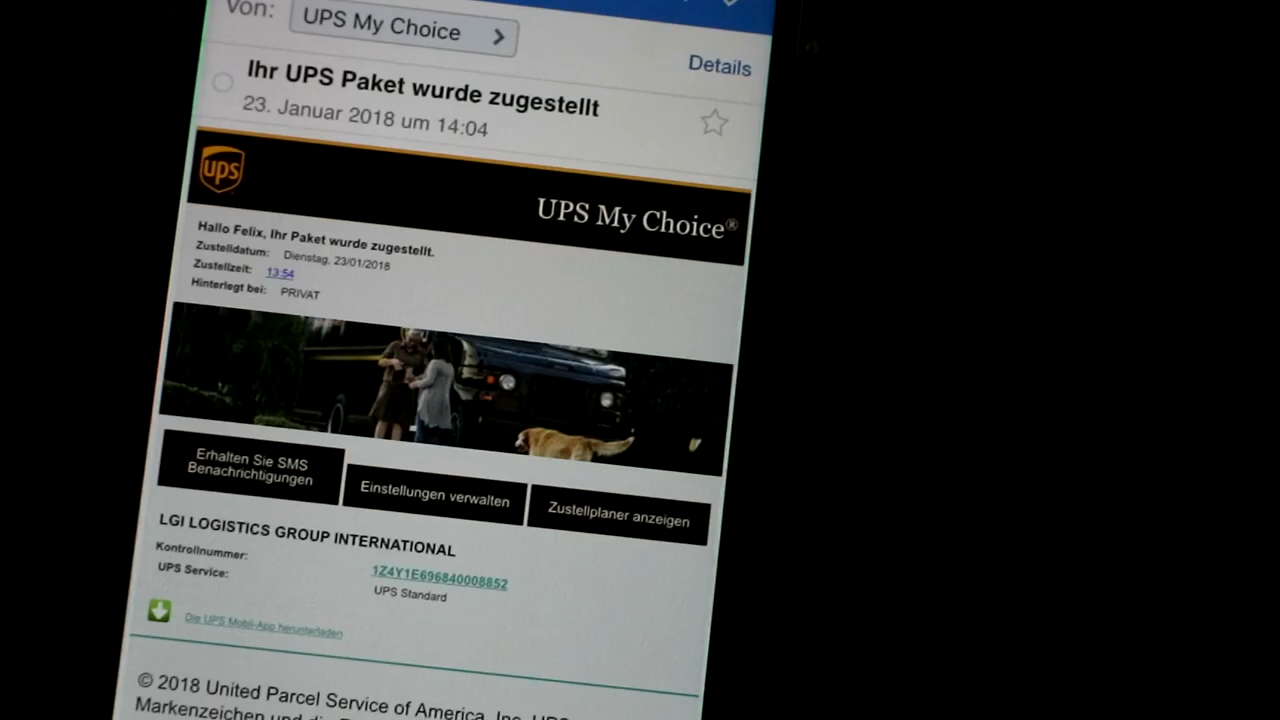 Von: UPS My Choice
Details
Ihr UPS Paket wurde zugestellt
23. Januar 2018 um 14:04
ups
UPS My Choice®
Hallo Felix, Ihr Paket wurde zugestellt.
Zustelldatum: Dienstag, 23/01/2018
Zustellzeit: 13:54
Hinterlegt bei: PRIVAT
Erhalten Sie SMS
Benachrichtigungen
Einstellungen verwalten
Zustellplaner anzeigen
LGI LOGISTICS GROUP INTERNATIONAL
Kontrollnummer: 1Z4Y1E696840008852
UPS Service: UPS Standard
Die UPS Mobil-App herunterladen
© 2018 United Parcel Service of America, Inc. UPS
Markenzeichen und die